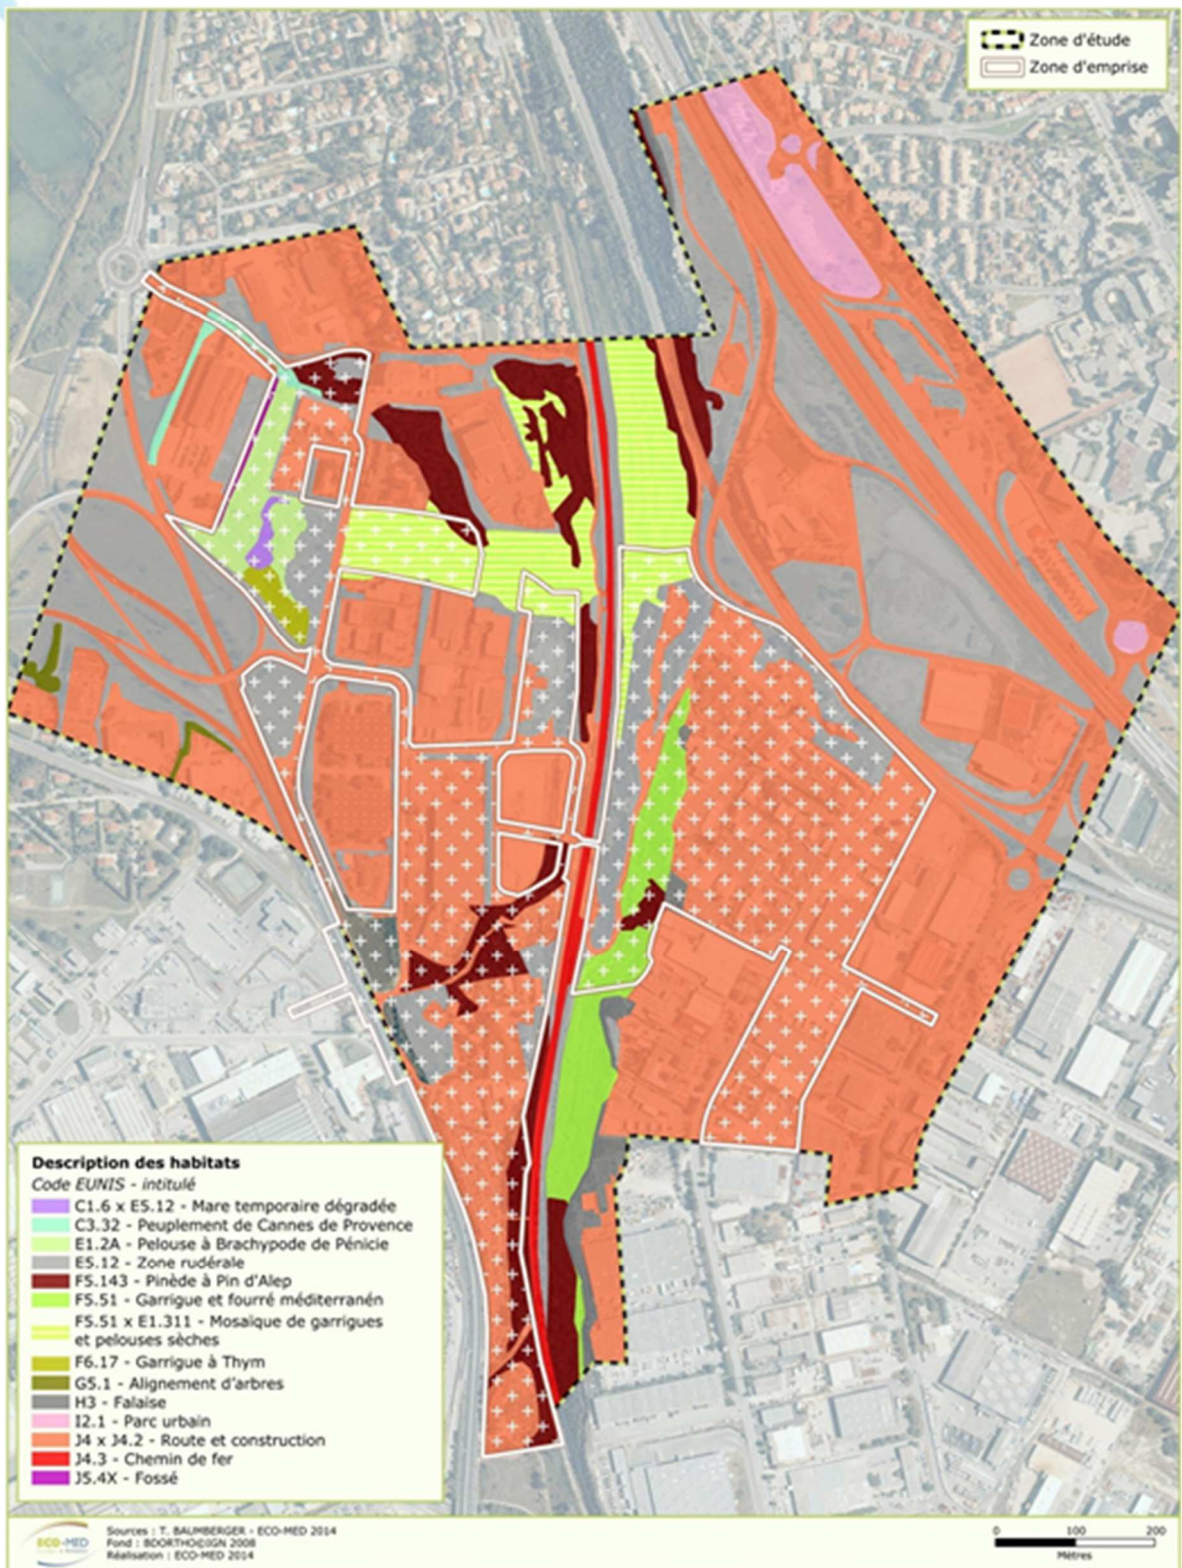 Zone d'étude
Zone d'emprise
Description des habitats
Code EUNIS - intitulé
C1.6 x E5.12 - Mare temporaire dégradée
C3.32 - Peuplement de Cannes de Provence
E1.2A - Pelouse à Brachypode de Pénicie
E5.12 - Zone rudérale
F5.143 - Pinède à Pin d'Alep
F5.51 - Garrigue et fourré méditerranén
F5.51 x E1.311 - Mosaïque de garrigues
et pelouses sèches
F6.17 - Garrigue à Thym
G5.1 - Alignement d'arbres
H3 - Falaise
I2.1 - Parc urbain
J4 x J4.2 - Route et construction
J4.3 - Chemin de fer
J5.4X - Fossé
ECO-MED
Sources : T. BAUMBERGER - ECO-MED 2014
Fond : BDORTHO©IGN 2008
Réalisation : ECO-MED 2014
0 100 200
Mètres